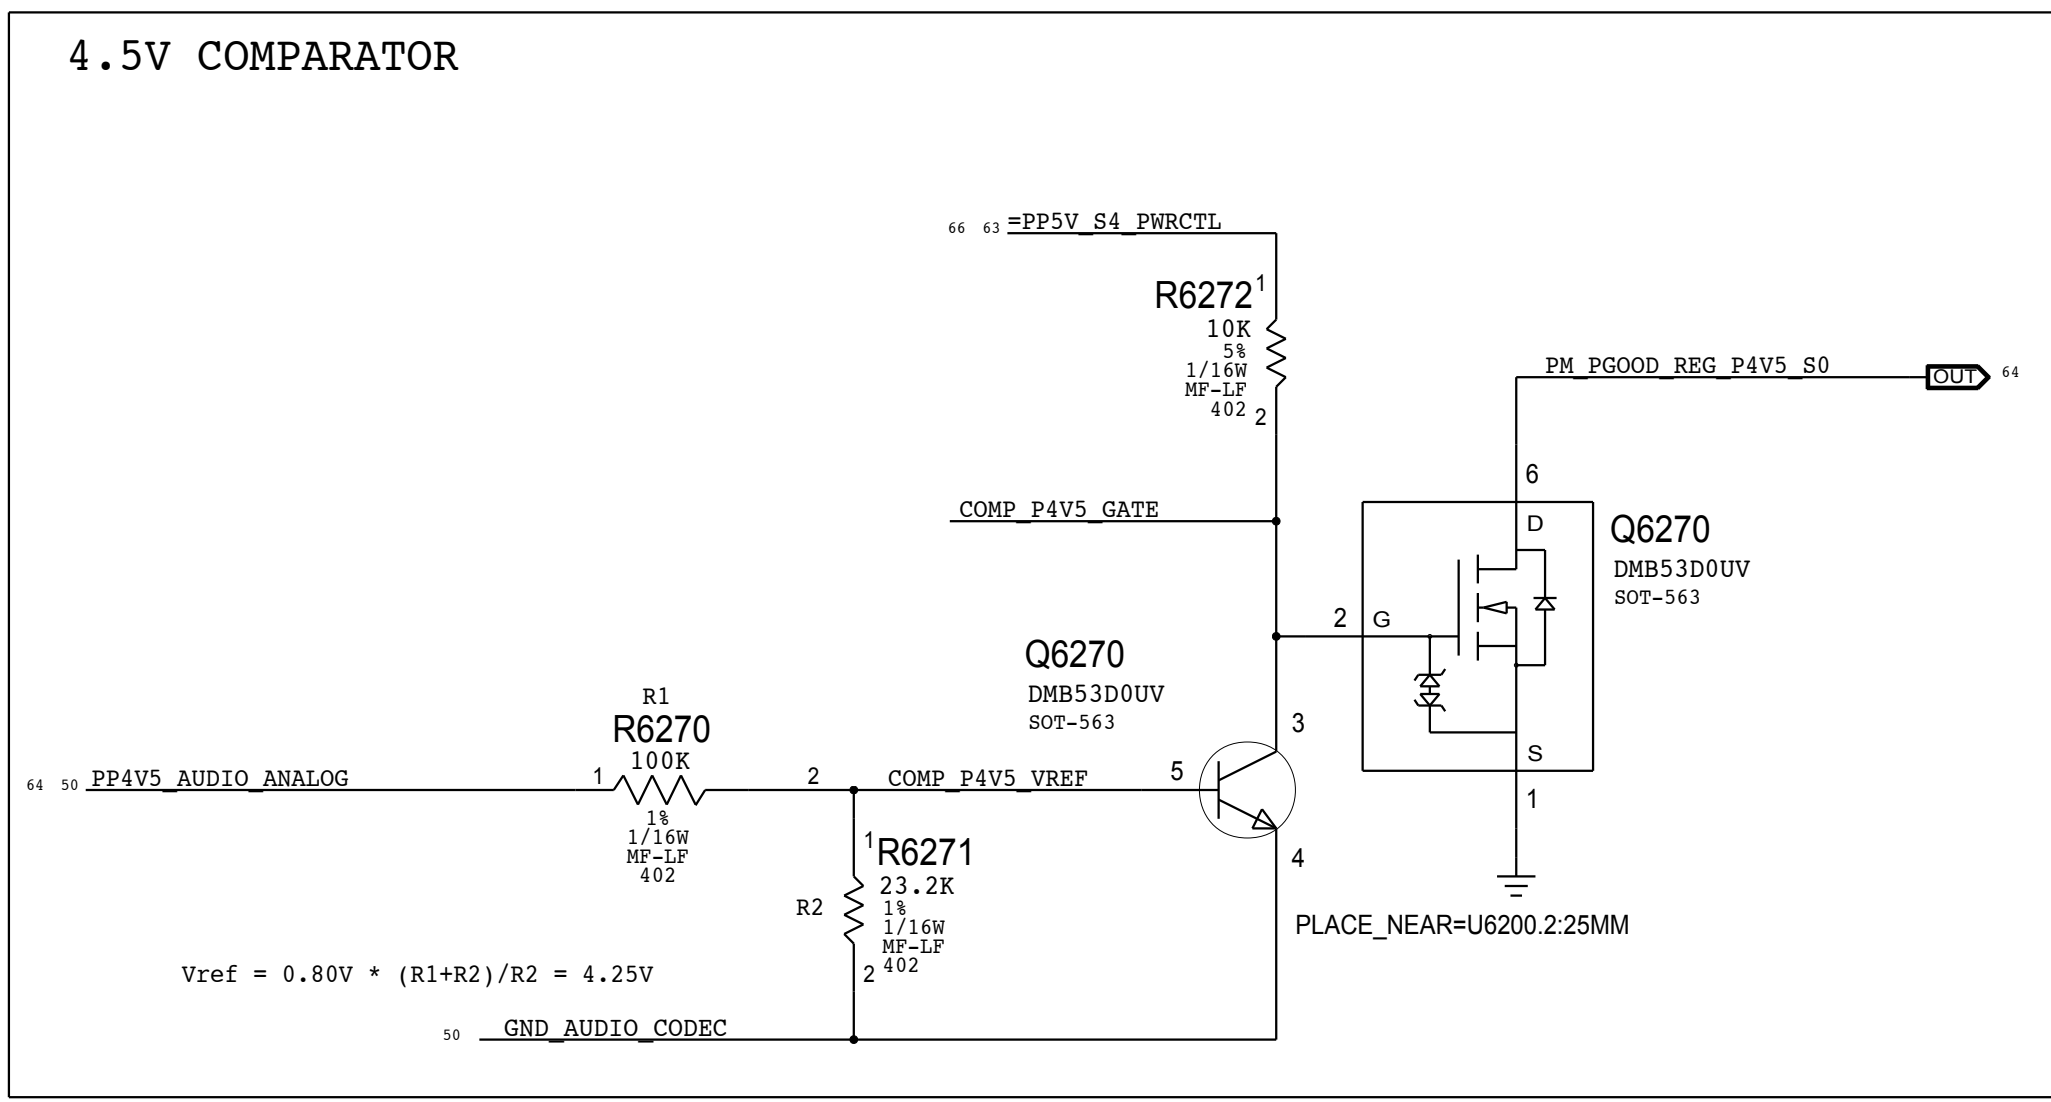 4.5V COMPARATOR
66 63 =PP5V_S4_PWRCTL
R6272 1
10K
5%
1/16W
MF-LF
402 2
PM_PGOOD_REG_P4V5_S0 OUT 64
6
COMP_P4V5_GATE
D
Q6270
DMB53D0UV
SOT-563
2 G
Q6270
DMB53D0UV
SOT-563
3
S
1
R1
R6270
100K
64 50 PP4V5_AUDIO_ANALOG 1 2 COMP_P4V5_VREF 5
1%
1/16W
MF-LF
402
4
1 R6271
23.2K
R2 1%
1/16W
MF-LF
2 402
PLACE_NEAR=U6200.2:25MM
Vref = 0.80V * (R1+R2)/R2 = 4.25V
50 GND_AUDIO_CODEC